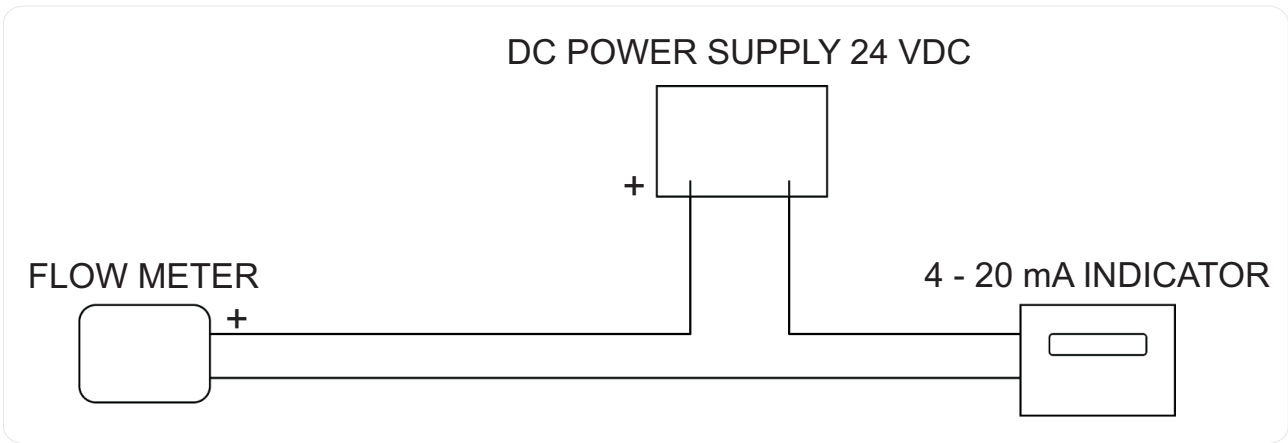 DC POWER SUPPLY 24 VDC
+
FLOW METER
+
4 - 20 mA INDICATOR